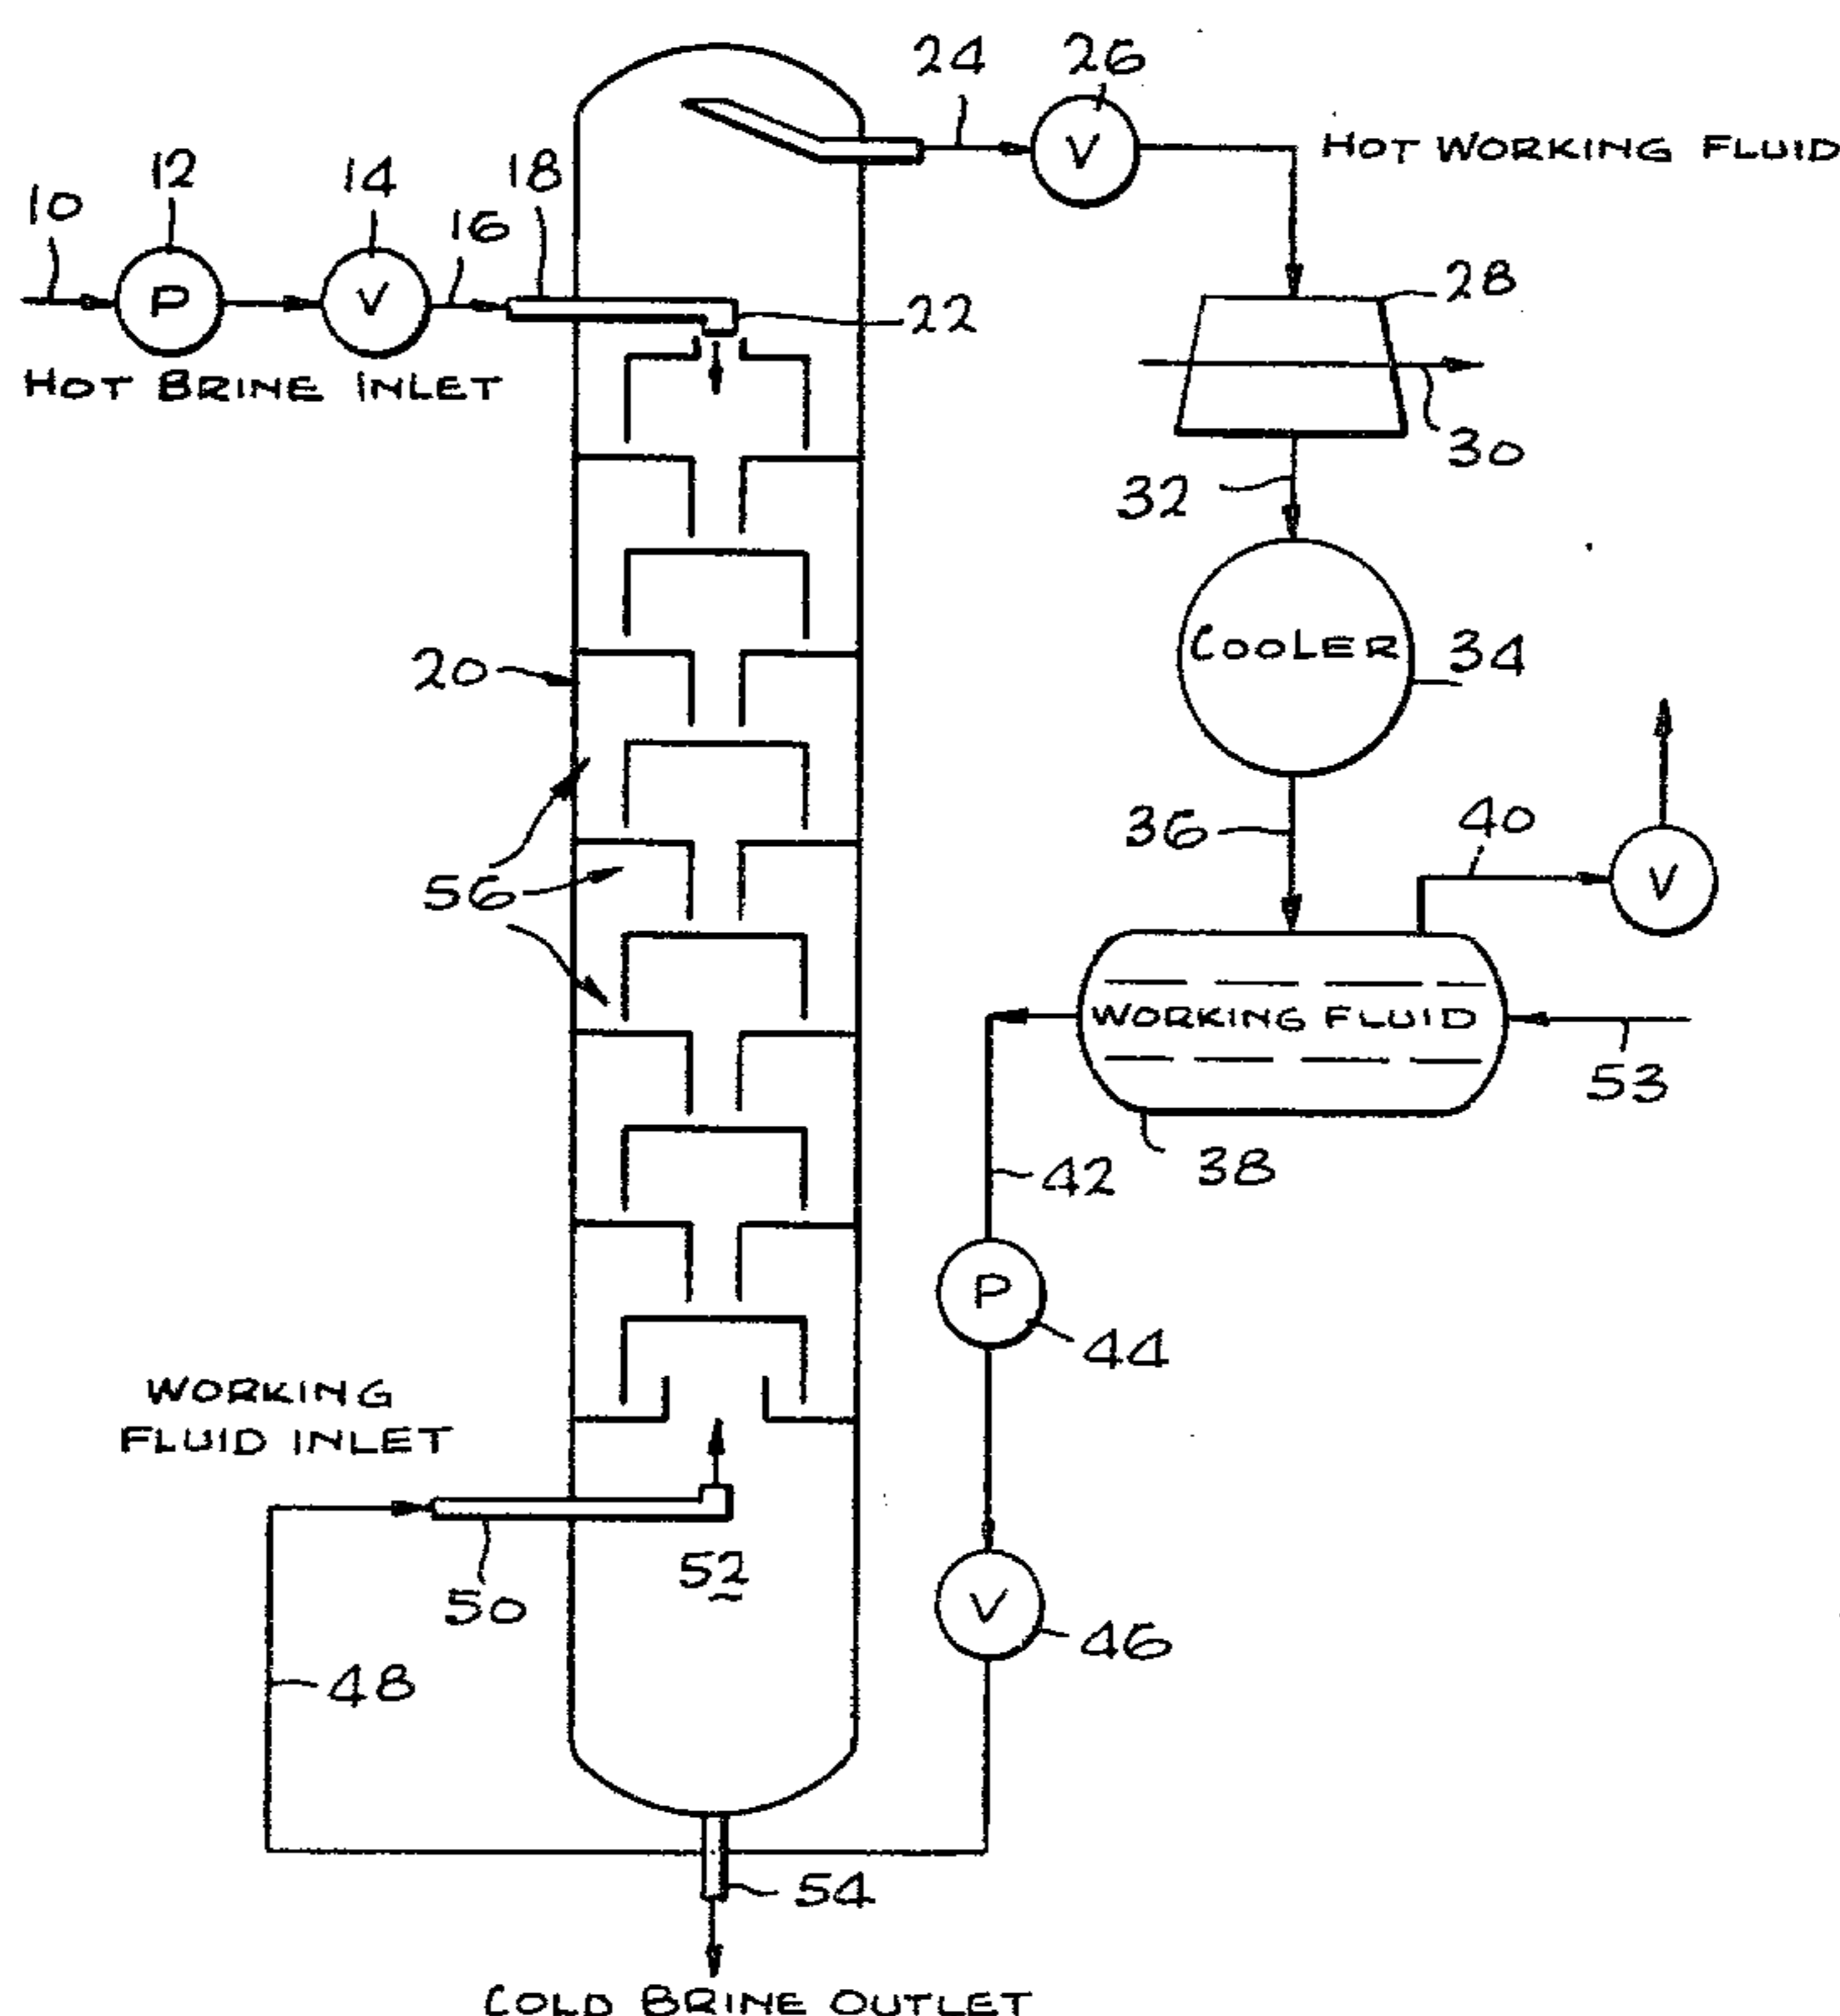 24
26
HOT WORKING FLUID
12
14
18
10
16
P
V
V
28
22
HOT BRINE INLET
30
32
20
COOLER
34
36
40
56
V
WORKING FLUID
53
42
38
P
44
WORKING
FLUID INLET
52
50
V
46
48
54
COLD BRINE OUTLET